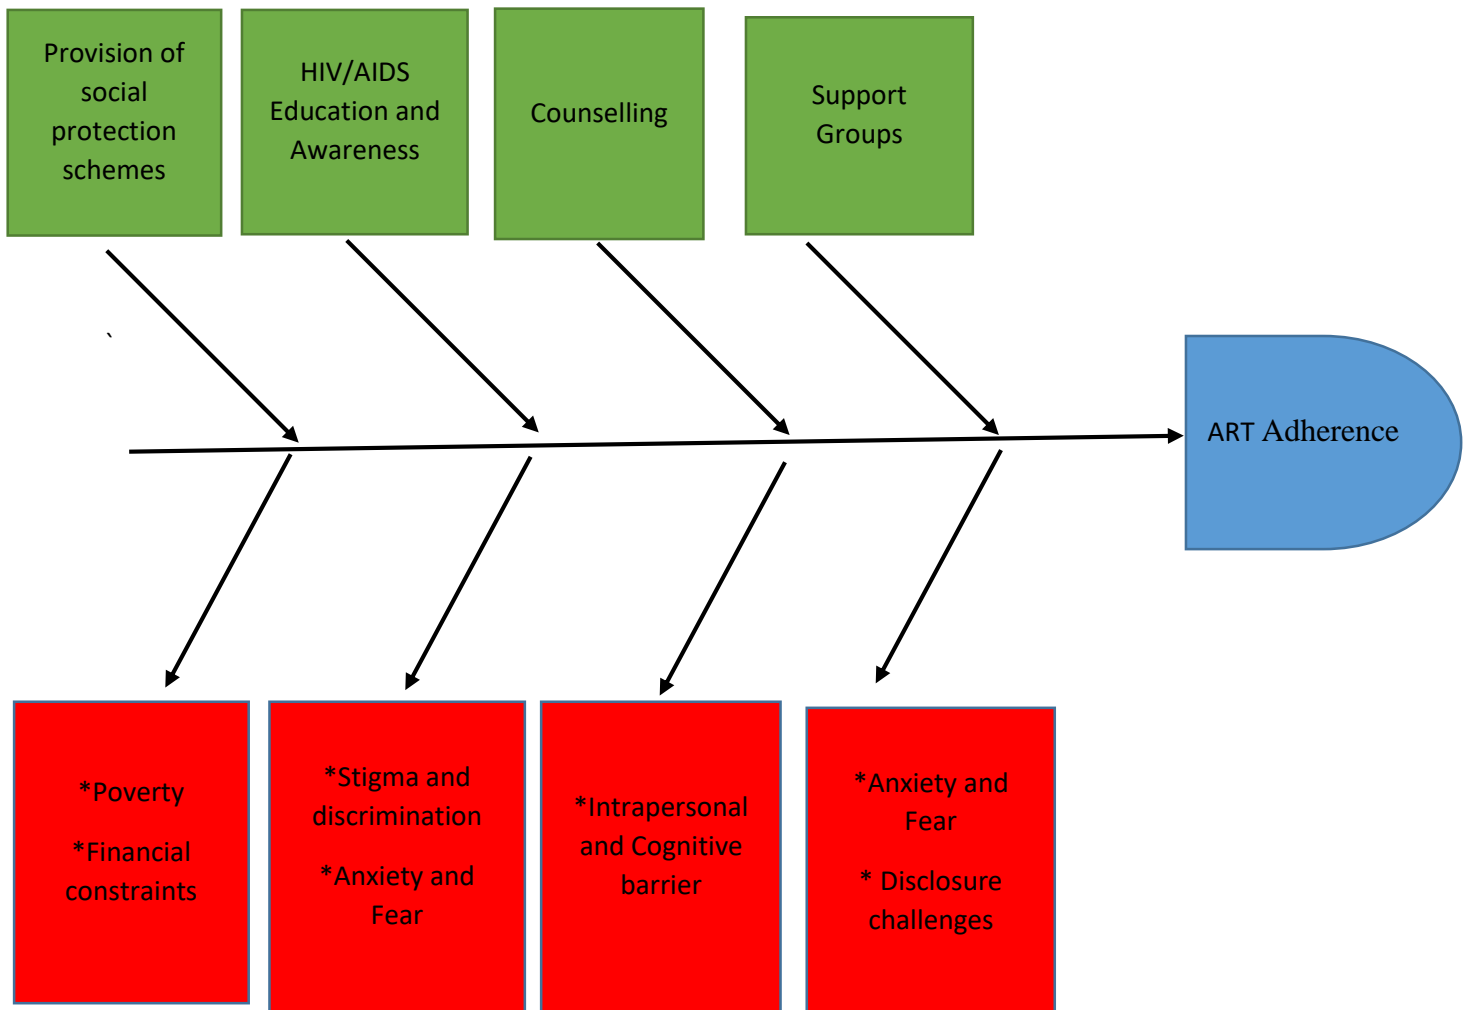 Provision of
social
protection
schemes
HIV/AIDS
Education and
Awareness
Counselling
Support
Groups
`
ART Adherence
*Poverty
*Financial
constraints
*Stigma and
discrimination
*Anxiety and
Fear
*Intrapersonal
and Cognitive
barrier
*Anxiety and
Fear
* Disclosure
challenges